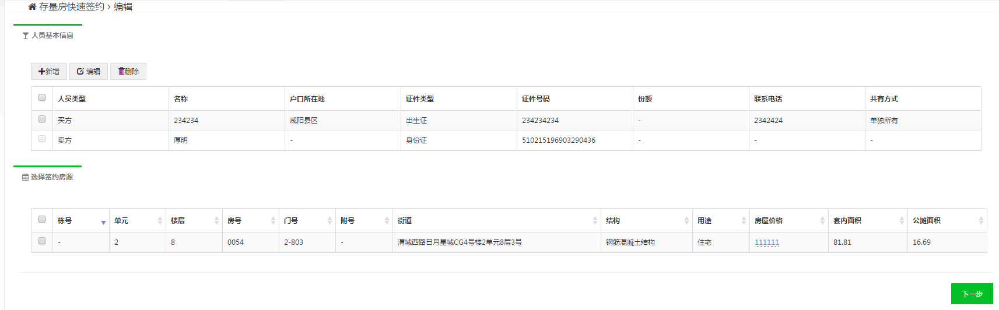 存量房快速签约 > 编辑
人员基本信息
新增 编辑 删除
人员类型 名称 户口所在地 证件类型 证件号码 份额 联系电话 共有方式
买方 234234 咸阳县区 出生证 234234234 - 2342424 单独所有
卖方 厚明 - 身份证 510215196903290436 - - -
选择签约房源
栋号 单元 楼层 房号 门号 附号 街道 结构 用途 房屋价格 套内面积 公摊面积
- 2 8 0054 2-803 - 渭城西路日月星城CG4号楼2单元8层3号 钢筋混凝土结构 住宅 111111 81.81 16.69
下一步